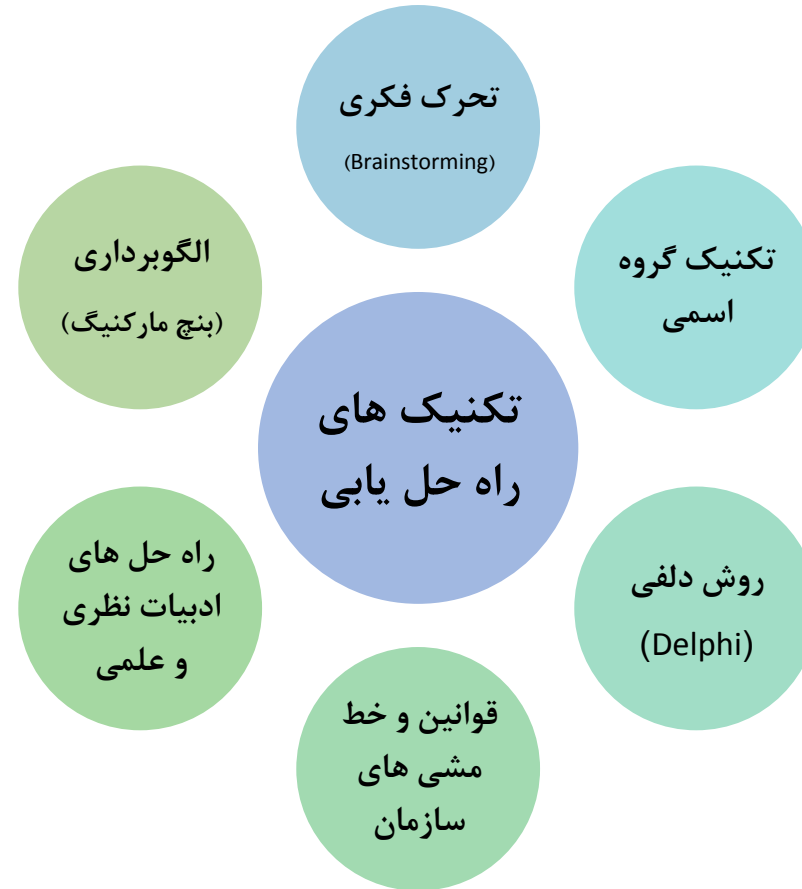 تحرک فکری
(Brainstorming)
تکنیک گروه
اسمی
روش دلفی
(Delphi)
قوانین و خط
مشی های
سازمان
راه حل های
ادبیات نظری
و علمی
الگوبرداری
(بنچ مارکنیگ)
تکنیک های
راه حل یابی